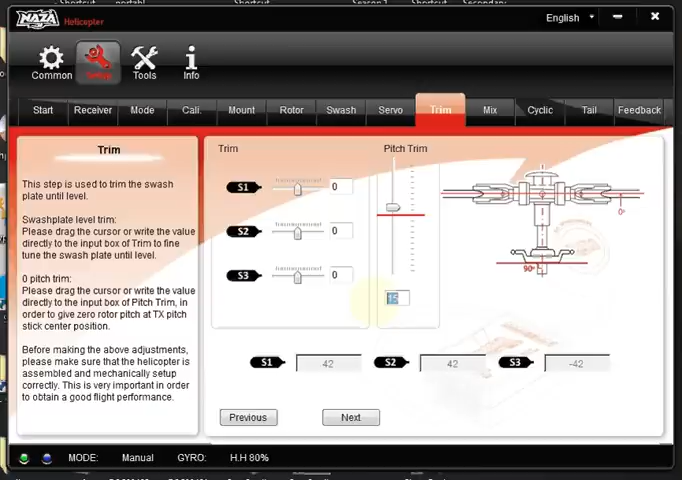 Shortcut
Season 1
Shortcut
Secondary
NAZA Helicopter
English
Common
Setup
Tools
Info
Start Receiver Mode Cali. Mount Rotor Swash Servo Trim Mix Cyclic Tail Feedback
Trim
This step is used to trim the swash
plate until level.
Swashplate level trim:
Please drag the cursor or write the value
directly to the input box of Trim to fine
tune the swash plate until level.
0 pitch trim:
Please drag the cursor or write the value
directly to the input box of Pitch Trim, in
order to give zero rotor pitch at TX pitch
stick center position.
Before making the above adjustments,
please make sure that the helicopter is
assembled and mechanically setup
correctly. This is very important in order
to obtain a good flight performance.
Trim
S1 0
S2 0
S3 0
Pitch Trim
15
0°
90°
S1 42 S2 42 S3 -42
Previous Next
MODE: Manual GYRO: H.H 80%